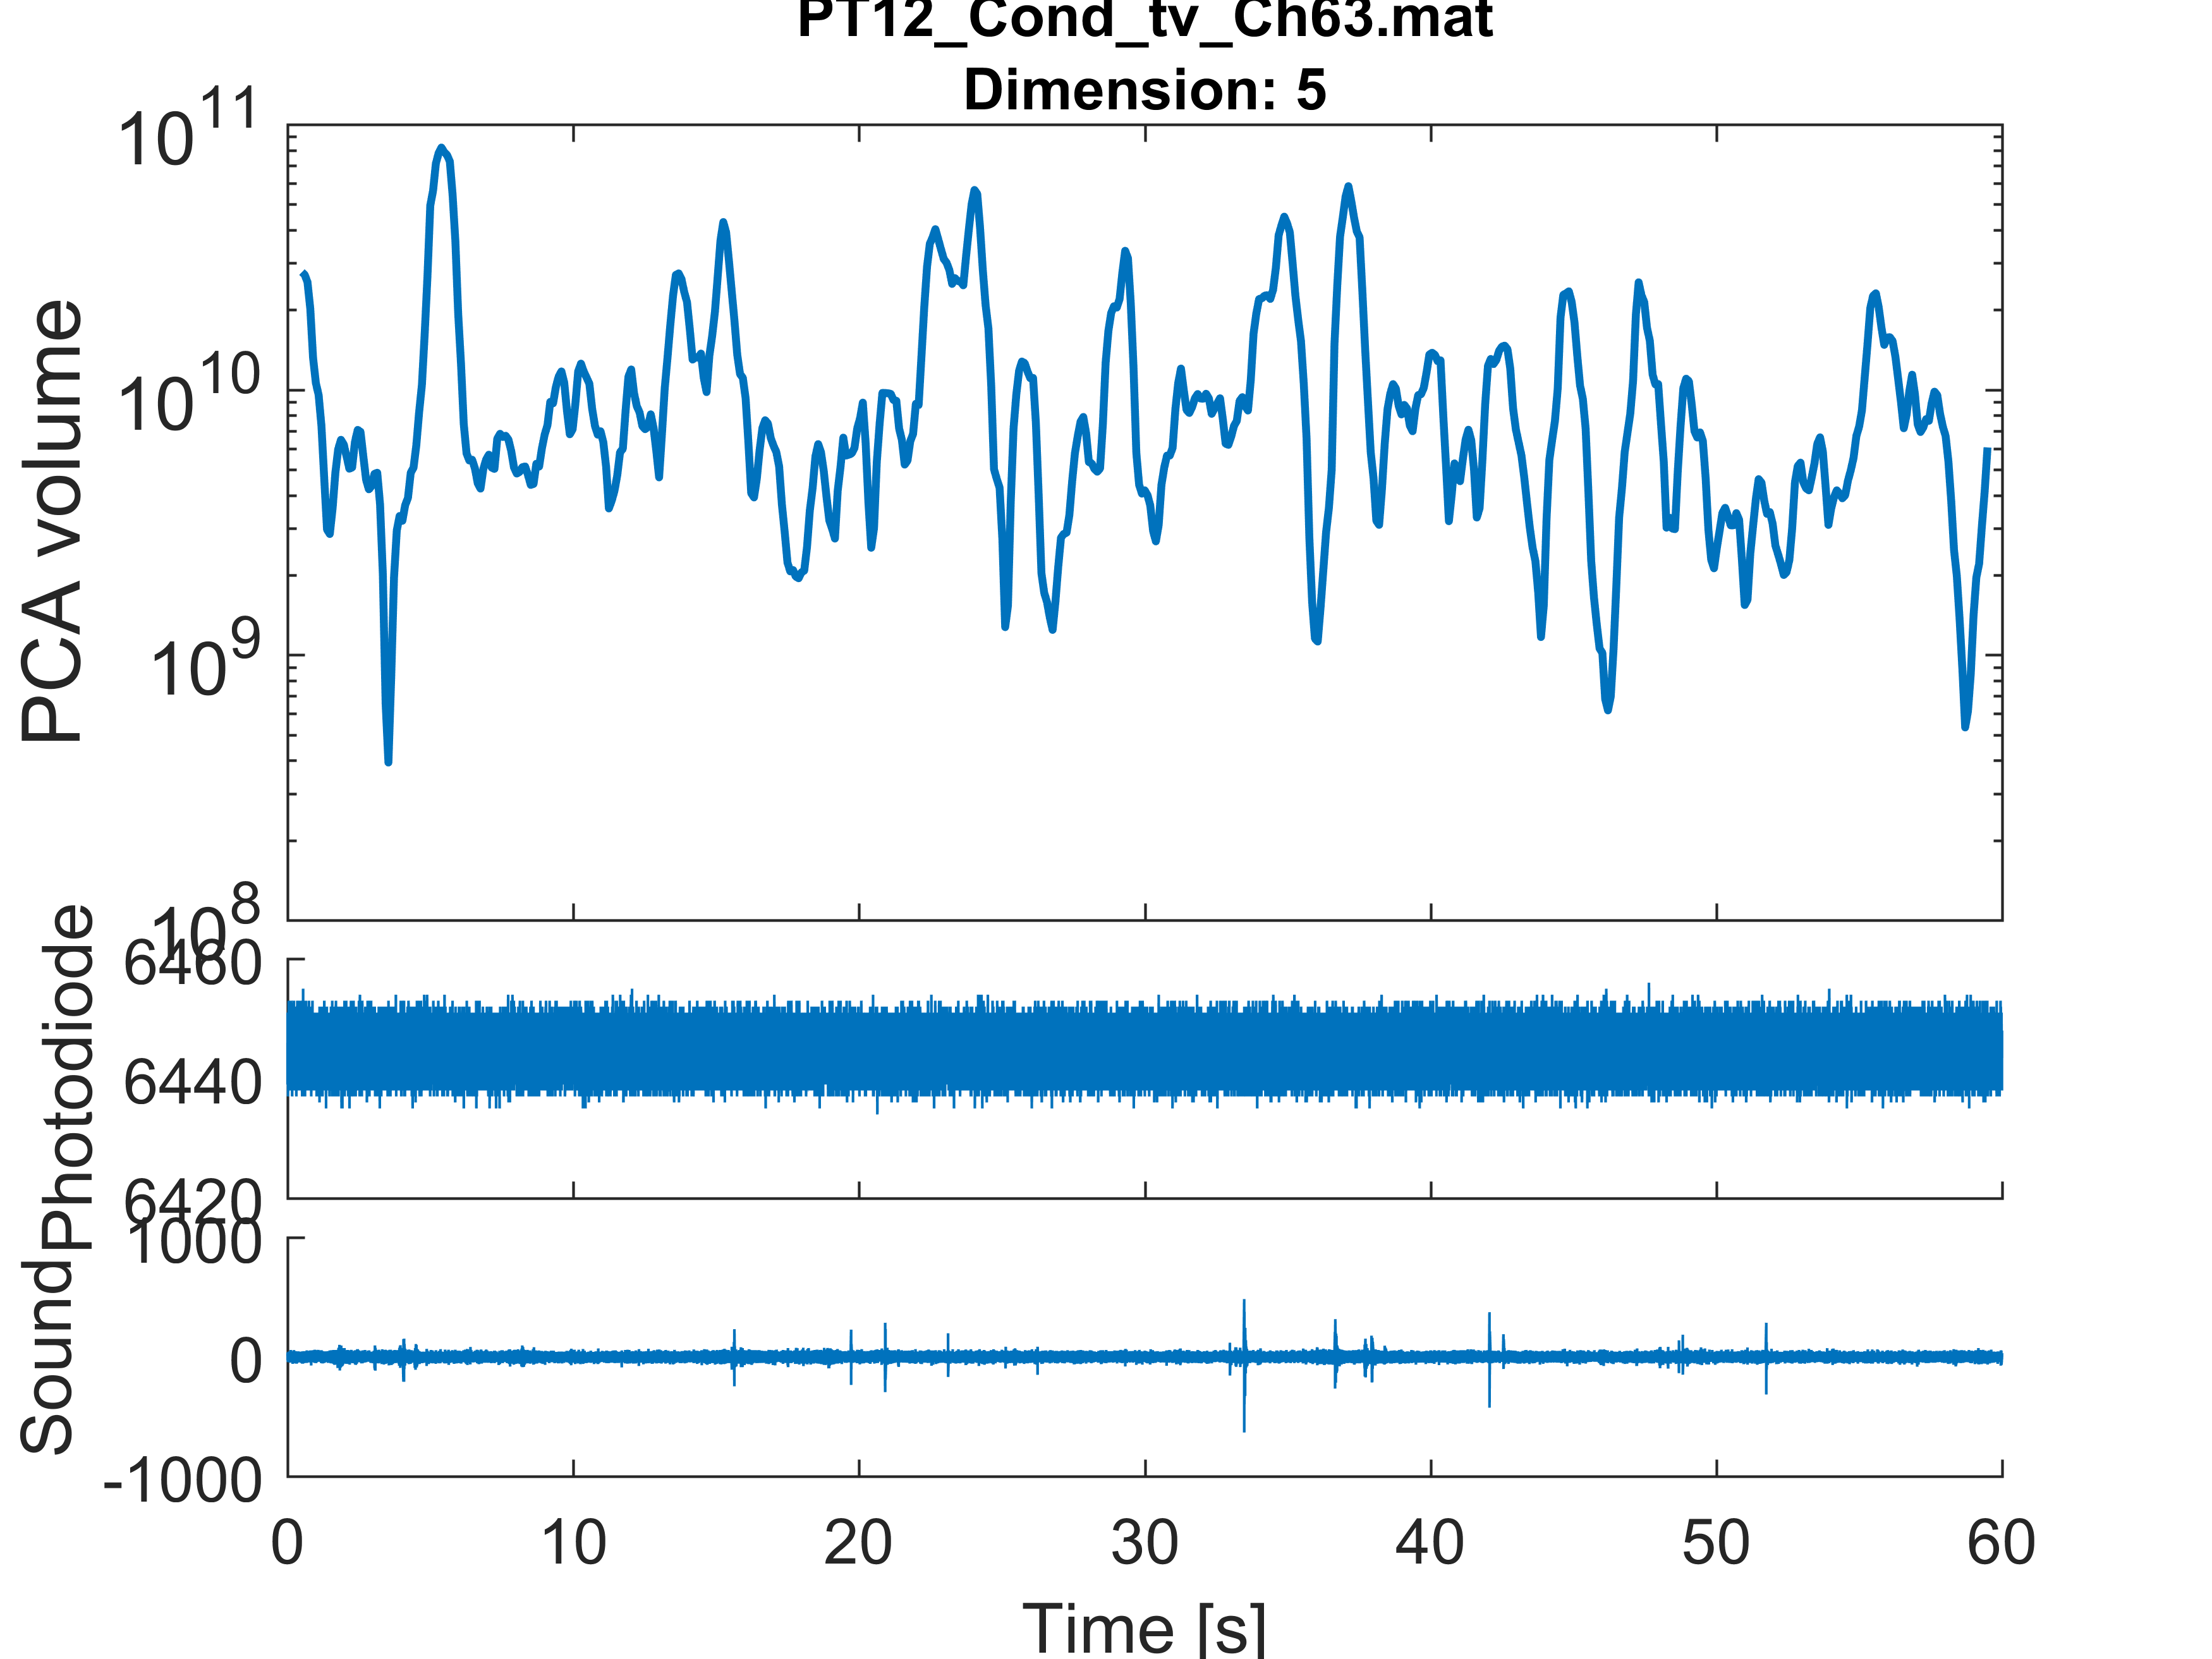 PT12_Cond_tv_Ch63.mat
Dimension: 5
10^11
10^10
10^9
10^8
PCA volume
6460
6440
6420
Photodiode
1000
0
-1000
Sound
0 10 20 30 40 50 60
Time [s]